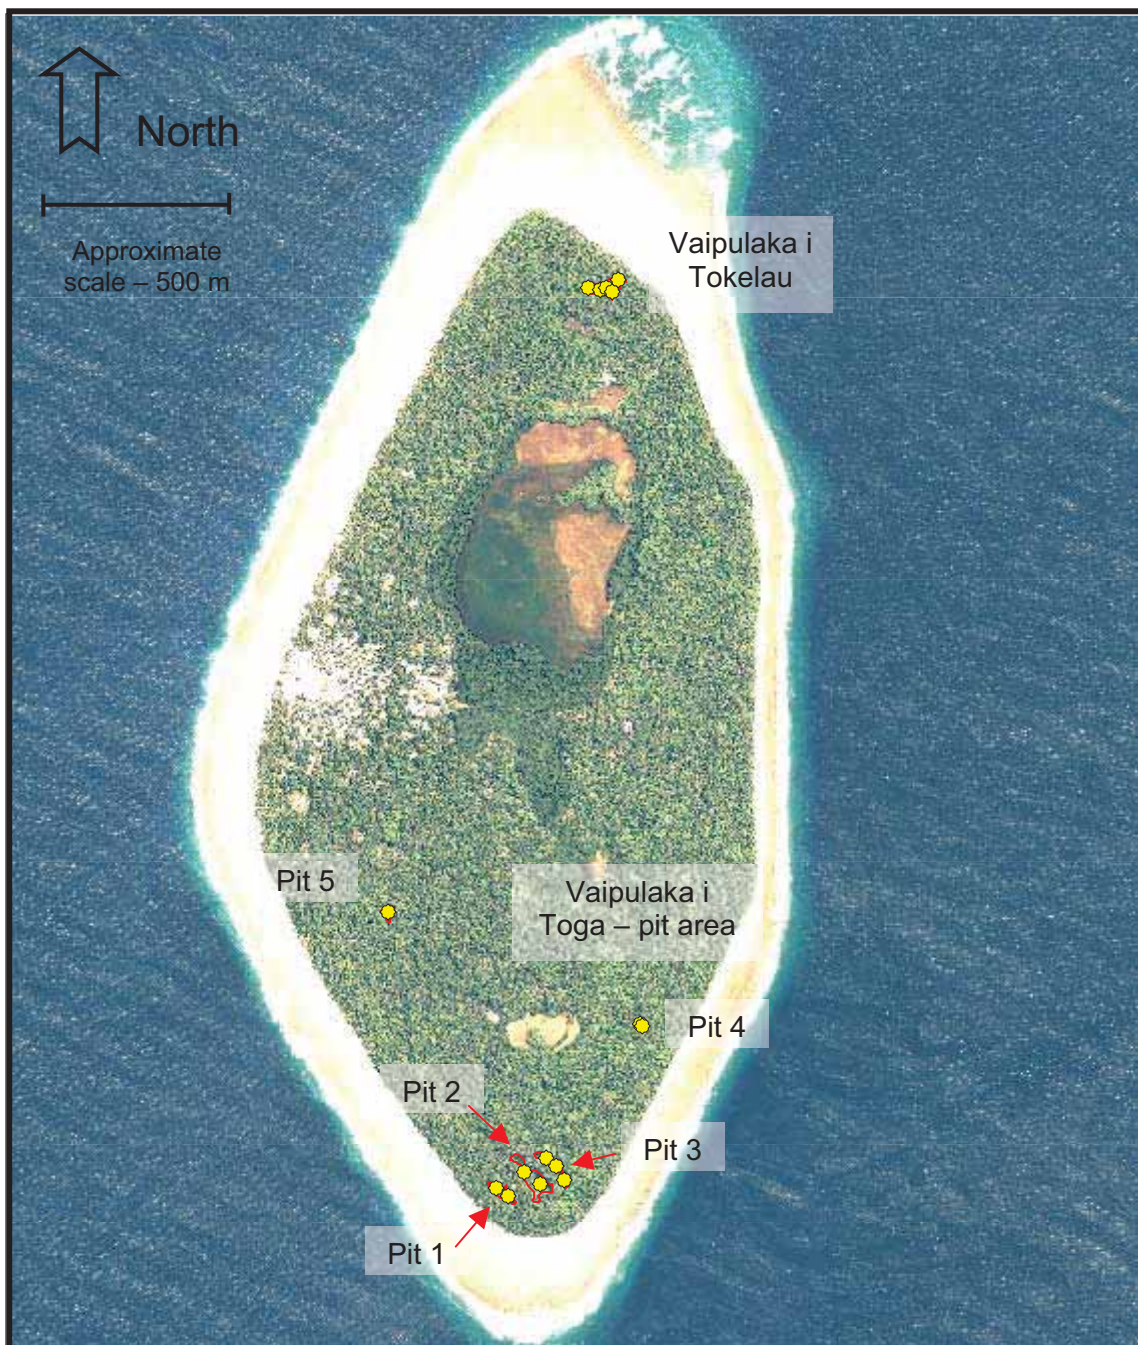 North
Approximate
scale – 500 m
Vaipulaka i
Tokelau
Pit 5
Vaipulaka i
Toga – pit area
Pit 4
Pit 2
Pit 3
Pit 1